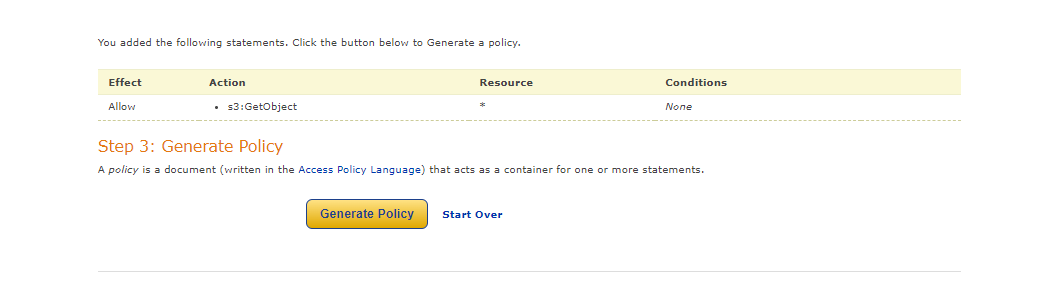 You added the following statements. Click the button below to Generate a policy.
Effect Action Resource Conditions
Allow • s3:GetObject * None
Step 3: Generate Policy
A policy is a document (written in the Access Policy Language) that acts as a container for one or more statements.
Generate Policy Start Over